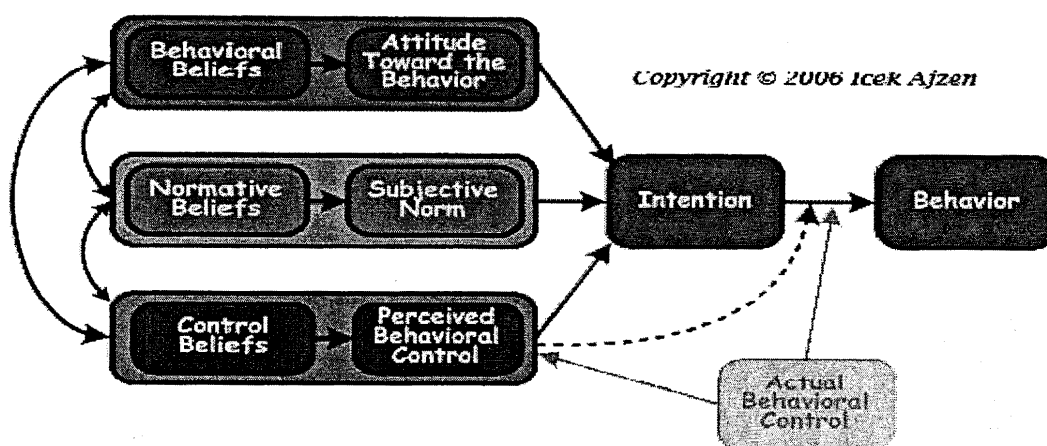 Behavioral
Beliefs
Attitude
Toward the
Behavior
Copyright © 2006 Icek Ajzen
Normative
Beliefs
Subjective
Norm
Intention
Behavior
Control
Beliefs
Perceived
Behavioral
Control
Actual
Behavioral
Control